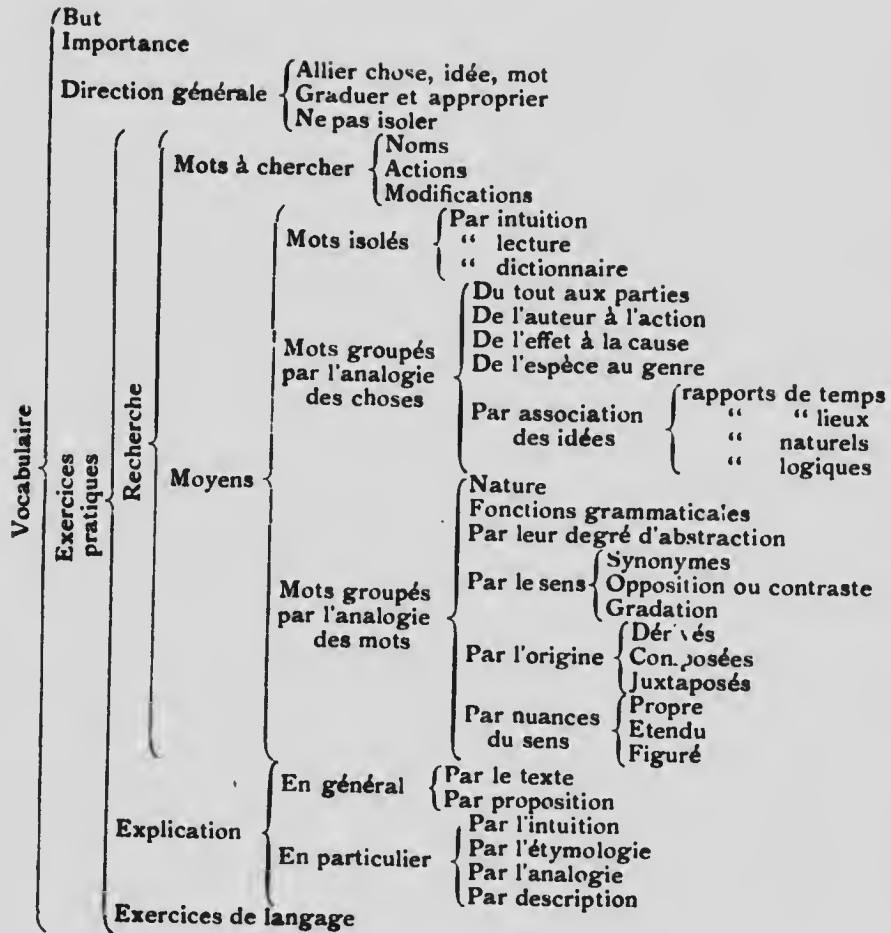 But
Importance
Direction générale
Allier chose, idée, mot
Graduer et approprier
Ne pas isoler
Mots à chercher
Noms
Actions
Modifications
Mots isolés
Par intuition
“ lecture
“ dictionnaire
Mots groupés
par l'analogie
des choses
Du tout aux parties
De l'auteur à l'action
De l'effet à la cause
De l'espèce au genre
Par association
des idées
rapports de temps
“ “ lieux
“ naturels
“ logiques
Vocabulaire
Exercices
pratiques
Recherche
Moyens
Mots groupés
par l'analogie
des mots
Nature
Fonctions grammaticales
Par leur degré d'abstraction
Par le sens
Synonymes
Opposition ou contraste
Gradation
Par l'origine
Dérivés
Composées
Juxtaposés
Par nuances
du sens
Propre
Etendu
Figuré
Explication
En général
Par le texte
Par proposition
En particulier
Par l'intuition
Par l'étymologie
Par l'analogie
Par description
Exercices de langage